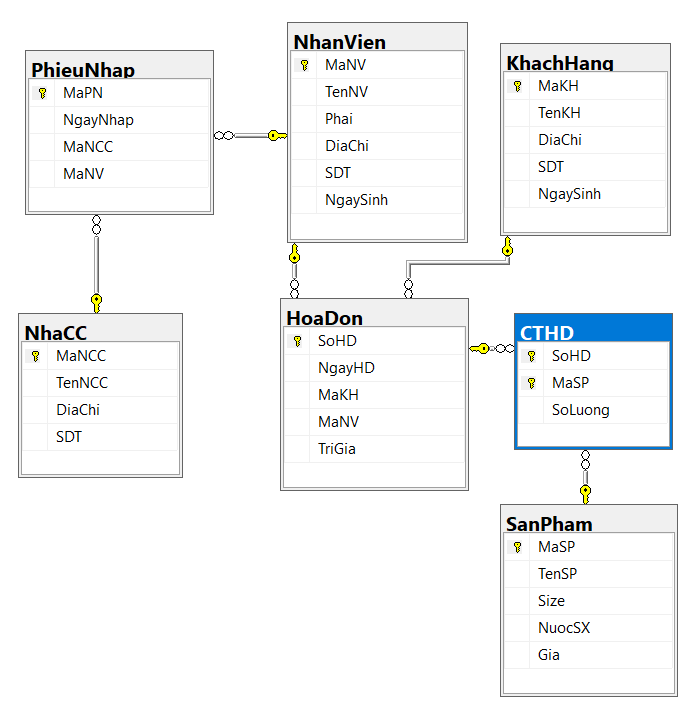 PhieuNhap
MaPN
NgayNhap
MaNCC
MaNV
NhanVien
MaNV
TenNV
Phai
DiaChi
SDT
NgaySinh
KhachHang
MaKH
TenKH
DiaChi
SDT
NgaySinh
NhaCC
MaNCC
TenNCC
DiaChi
SDT
HoaDon
SoHD
NgayHD
MaKH
MaNV
TriGia
CTHD
SoHD
MaSP
SoLuong
SanPham
MaSP
TenSP
Size
NuocSX
Gia